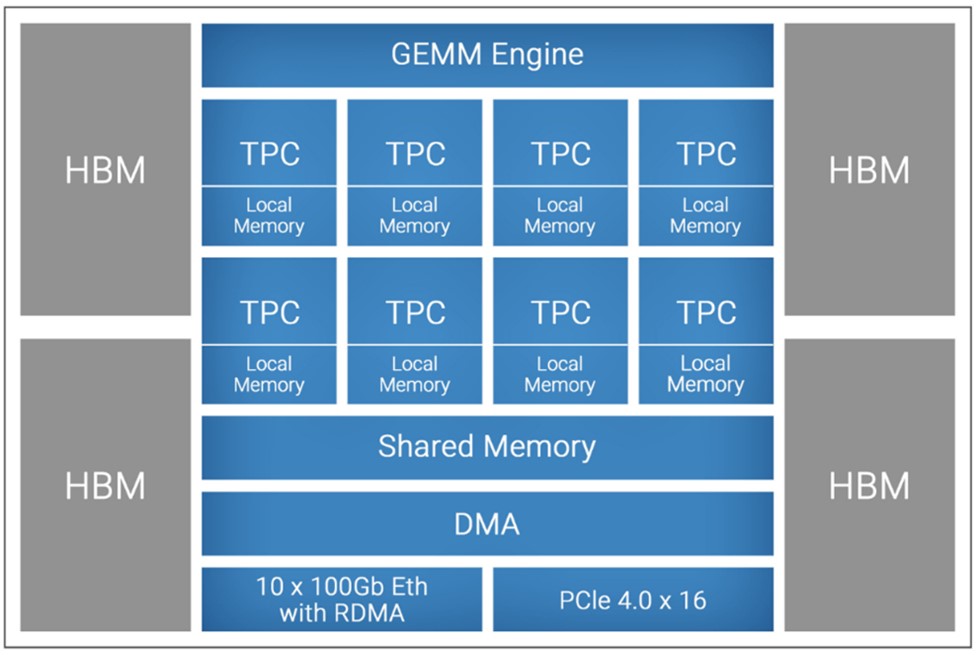 GEMM Engine
HBM
HBM
TPC
TPC
TPC
TPC
Local
Memory
Local
Memory
Local
Memory
Local
Memory
TPC
TPC
TPC
TPC
Local
Memory
Local
Memory
Local
Memory
Local
Memory
Shared Memory
HBM
HBM
DMA
10 x 100Gb Eth
with RDMA
PCIe 4.0 x 16